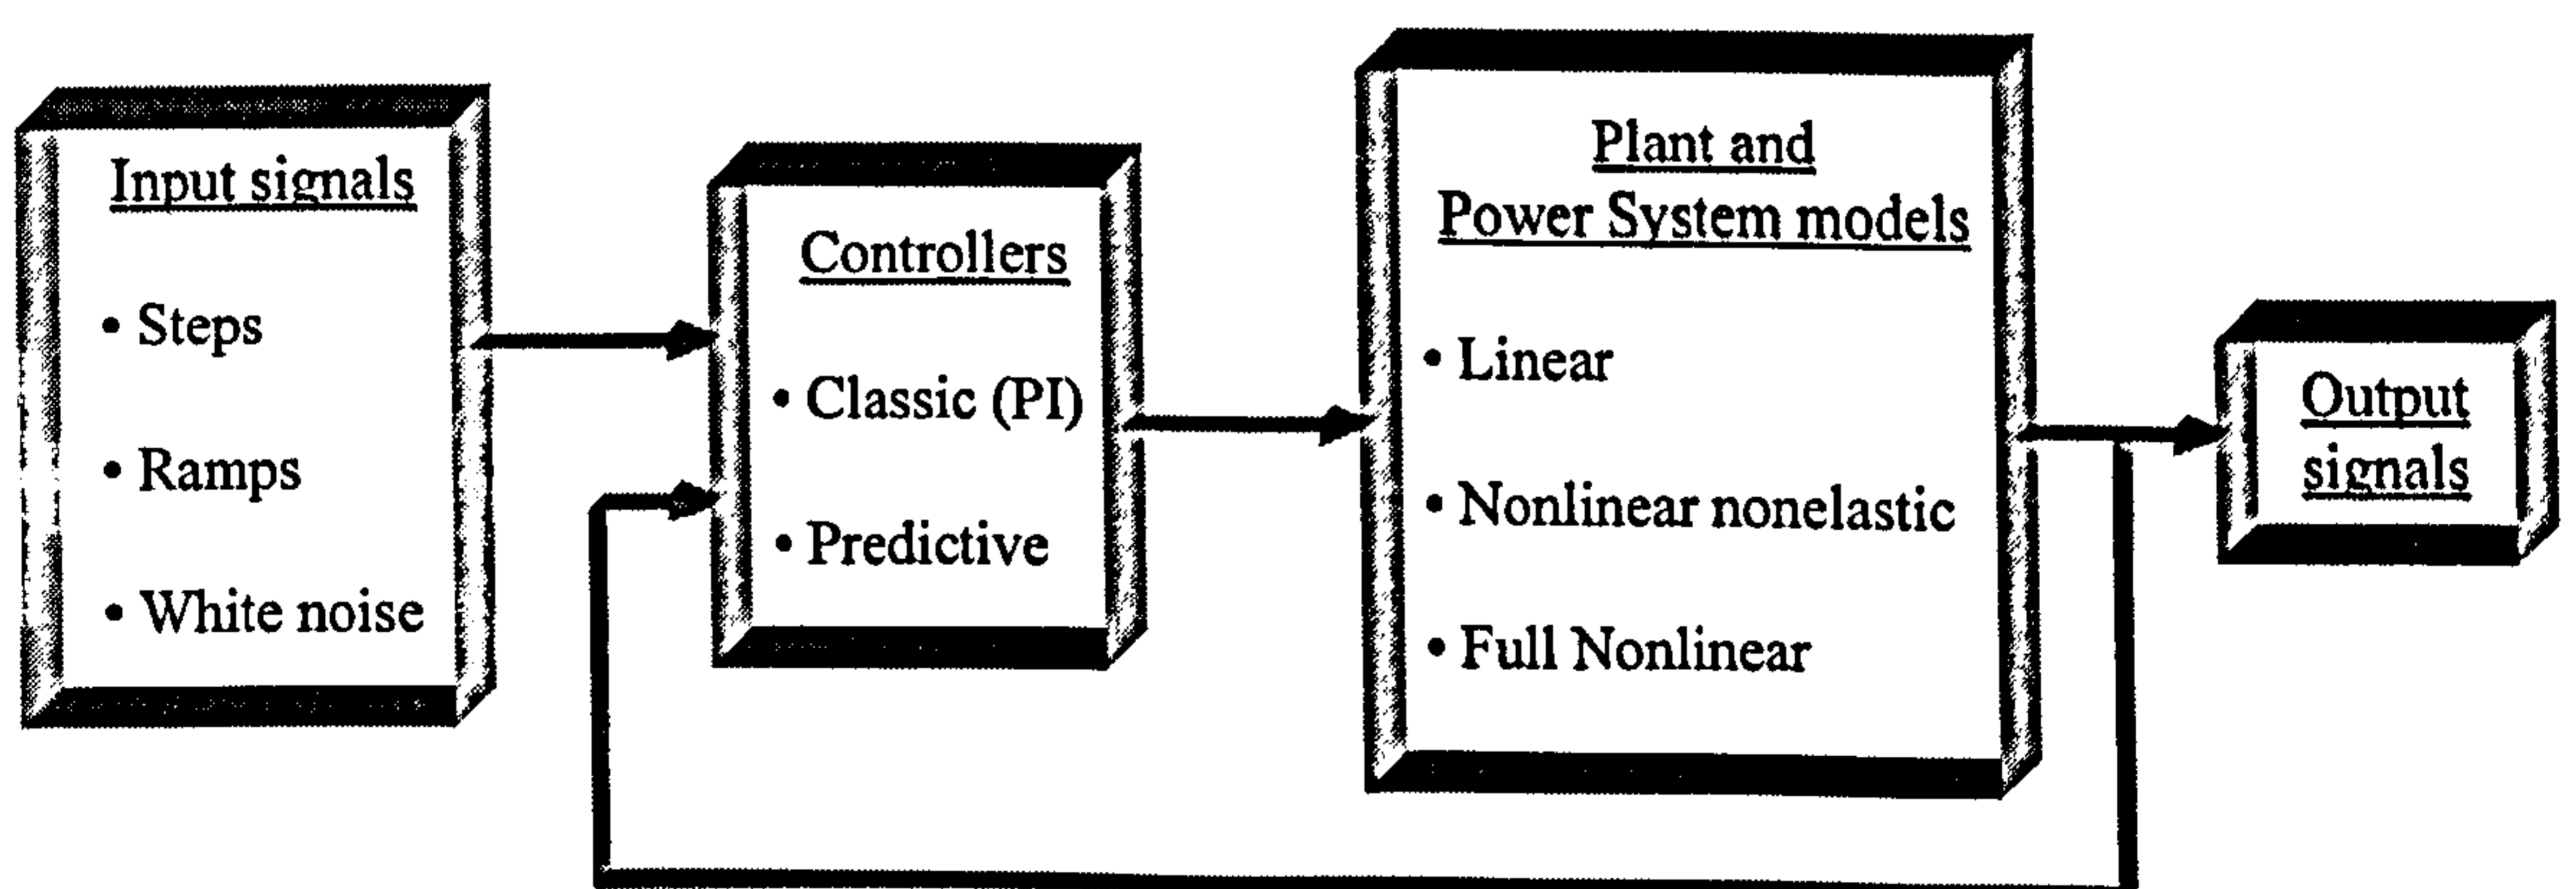 Input signals
• Steps
• Ramps
• White noise
Controllers
• Classic (PI)
• Predictive
Plant and
Power System models
• Linear
• Nonlinear nonelastic
• Full Nonlinear
Output
signals